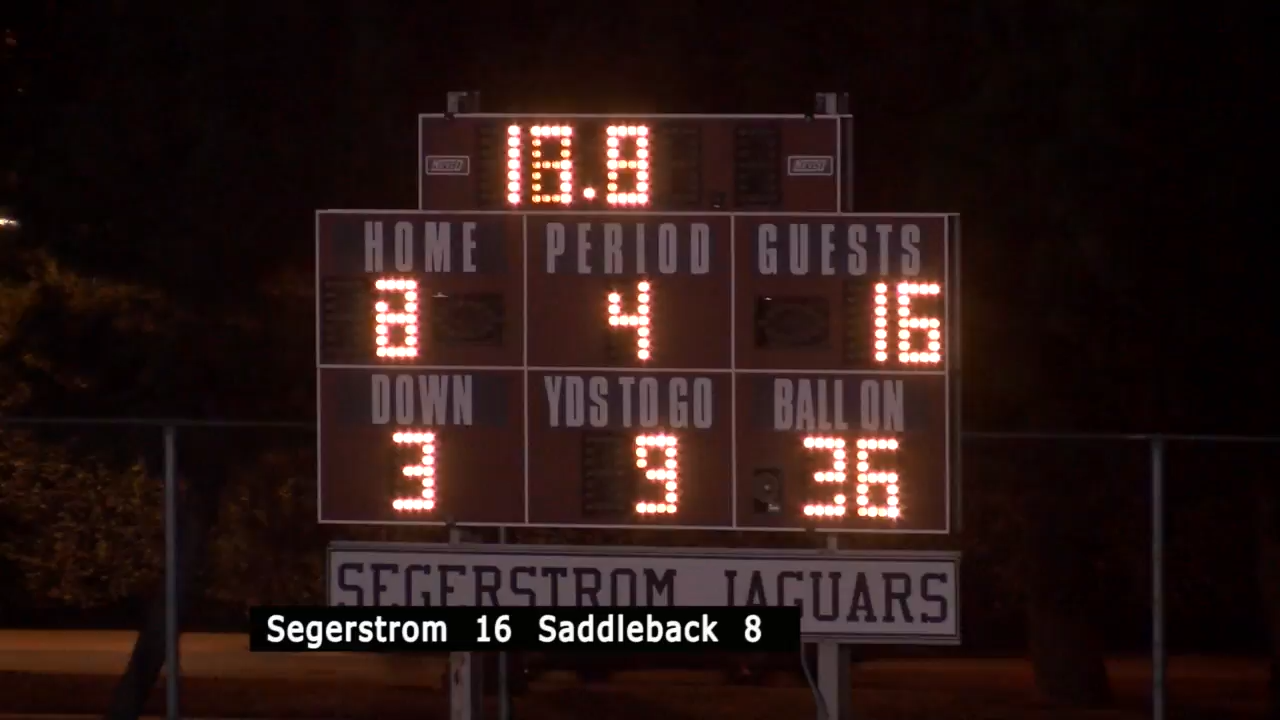 18.8
HOME PERIOD GUESTS
8 4 16
DOWN YDS TO GO BALL ON
3 9 36
SEGERSTROM JAGUARS
Segerstrom 16 Saddleback 8